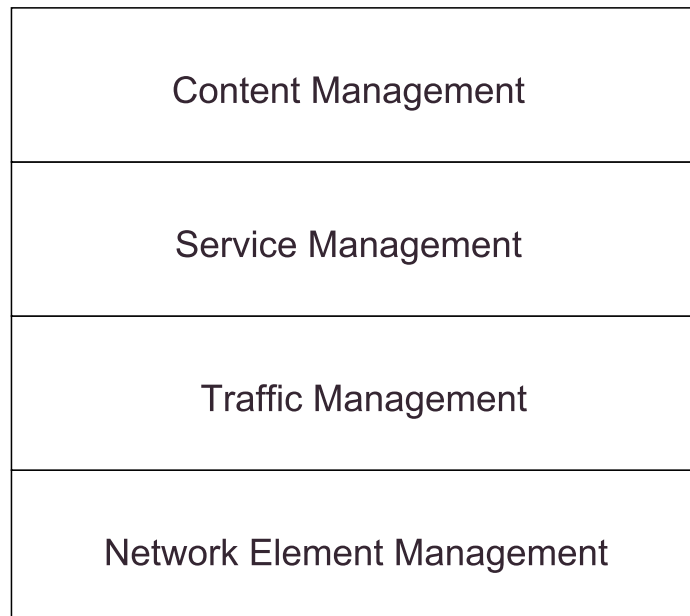 Content Management
Service Management
Traffic Management
Network Element Management